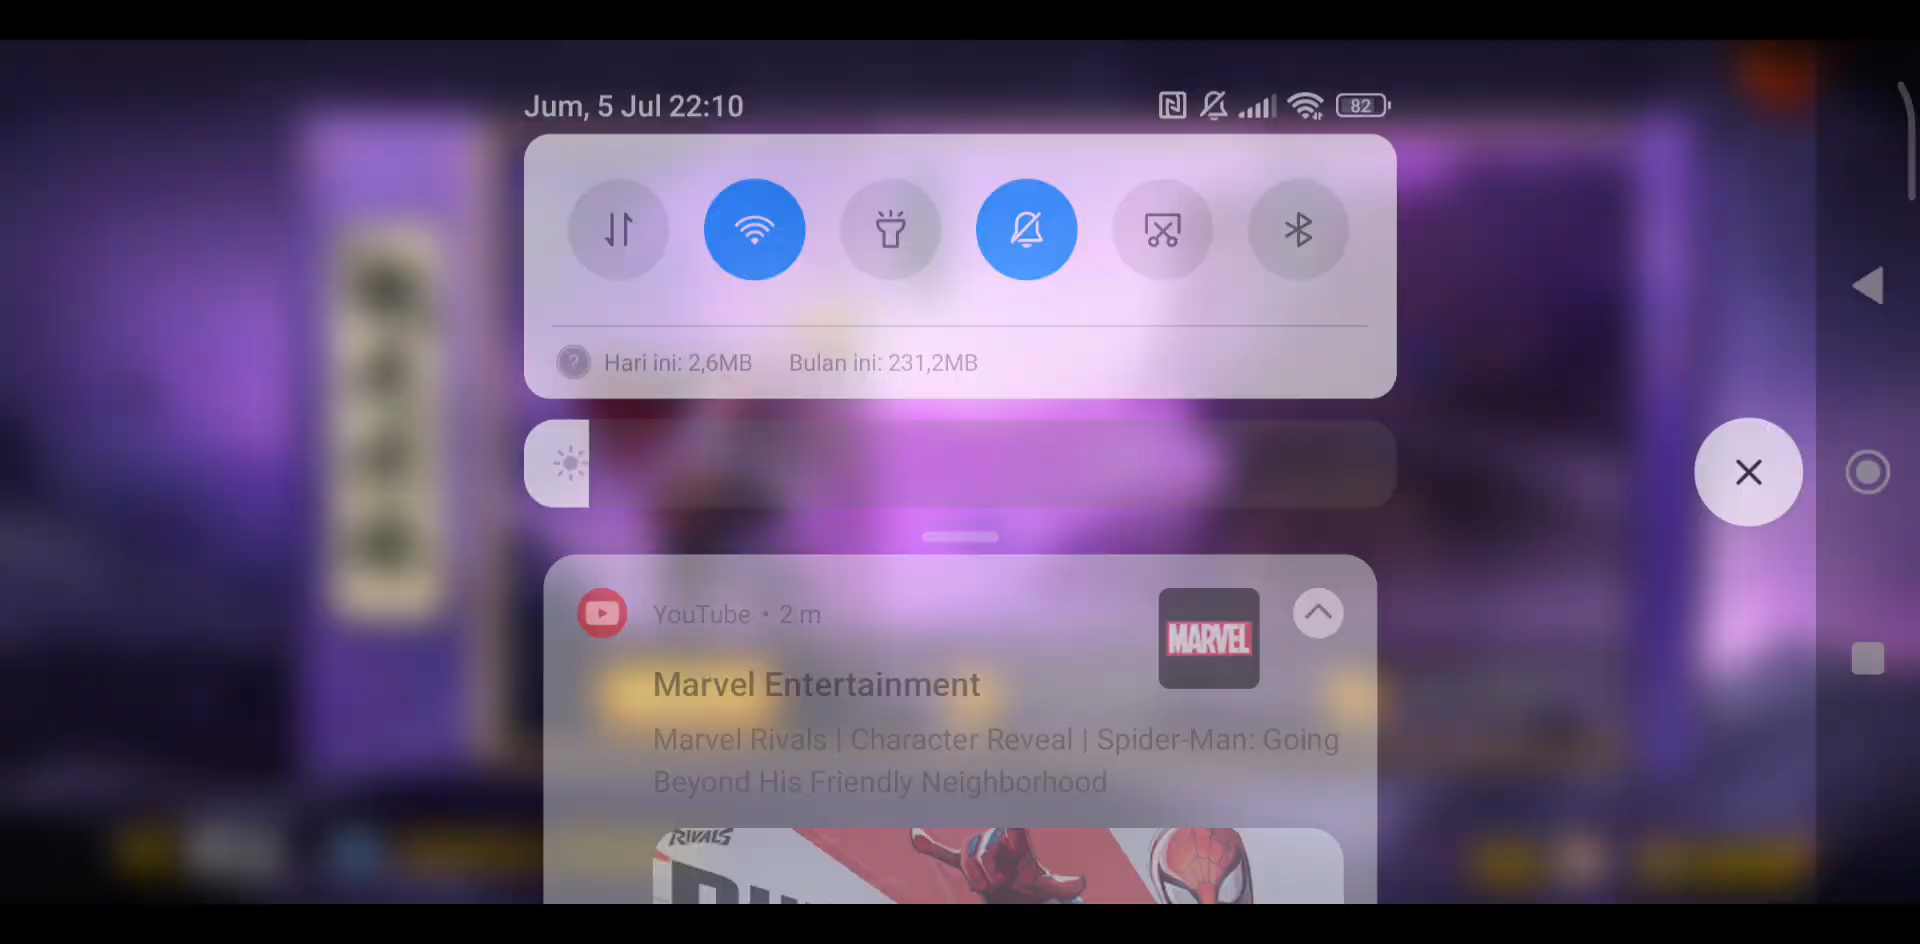 Jum, 5 Jul 22:10
82
Hari ini: 2,6MB Bulan ini: 231,2MB
YouTube • 2 m
MARVEL
Marvel Entertainment
Marvel Rivals | Character Reveal | Spider-Man: Going
Beyond His Friendly Neighborhood
RIVALS